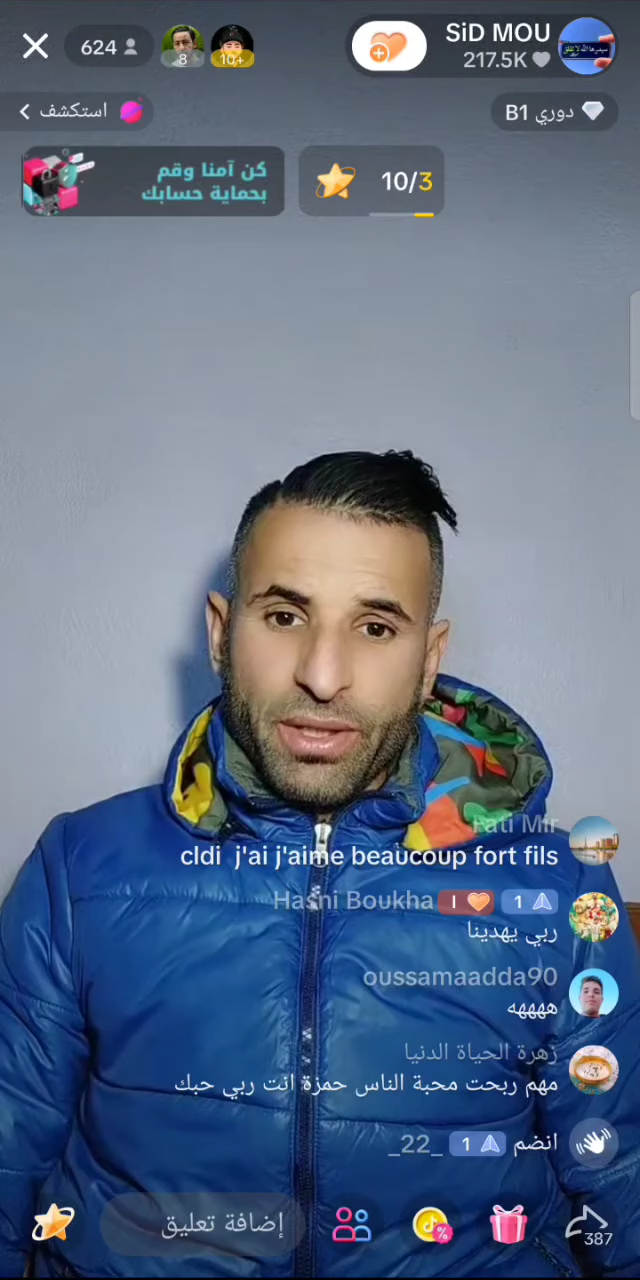 624
8
10+
SiD MOU
217.5K
استكشف
دوري B1
كن آمنا وقم
بحماية حسابك
10/3
Fati Mir
cldi j'ai j'aime beaucoup fort fils
Hasni Boukha
I
1
ربي يهدينا
oussamaadda90
هههههه
زهرة الحياة الدنيا
مهم ربحت محبة الناس حمزة انت ربي حبك
_22_ 1 انضم
إضافة تعليق
387